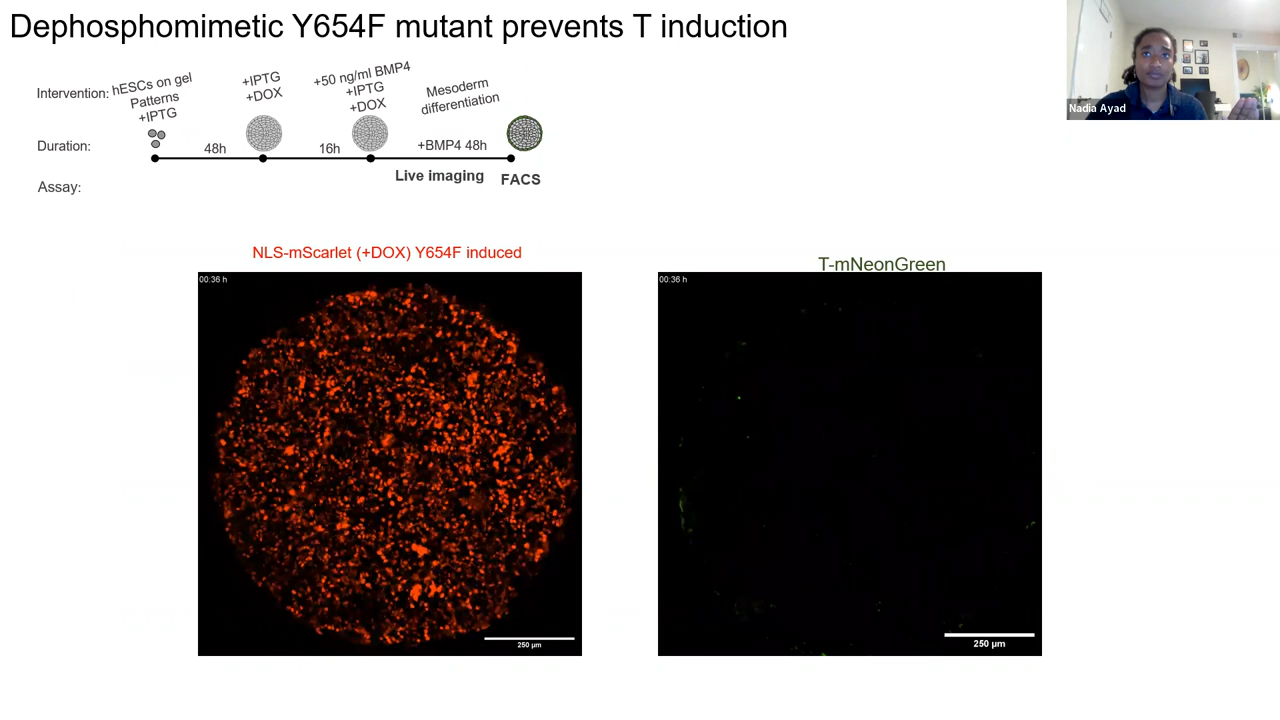 Dephosphomimetic Y654F mutant prevents T induction
Nadia Ayad
Intervention:
hESCs on gel
Patterns
+IPTG
+IPTG
+DOX
+50 ng/ml BMP4
+IPTG
+DOX
Mesoderm
differentiation
Duration:
48h
16h
+BMP4 48h
Assay:
Live imaging
FACS
NLS-mScarlet (+DOX) Y654F induced
T-mNeonGreen
00:36 h
00:36 h
250 µm
250 µm